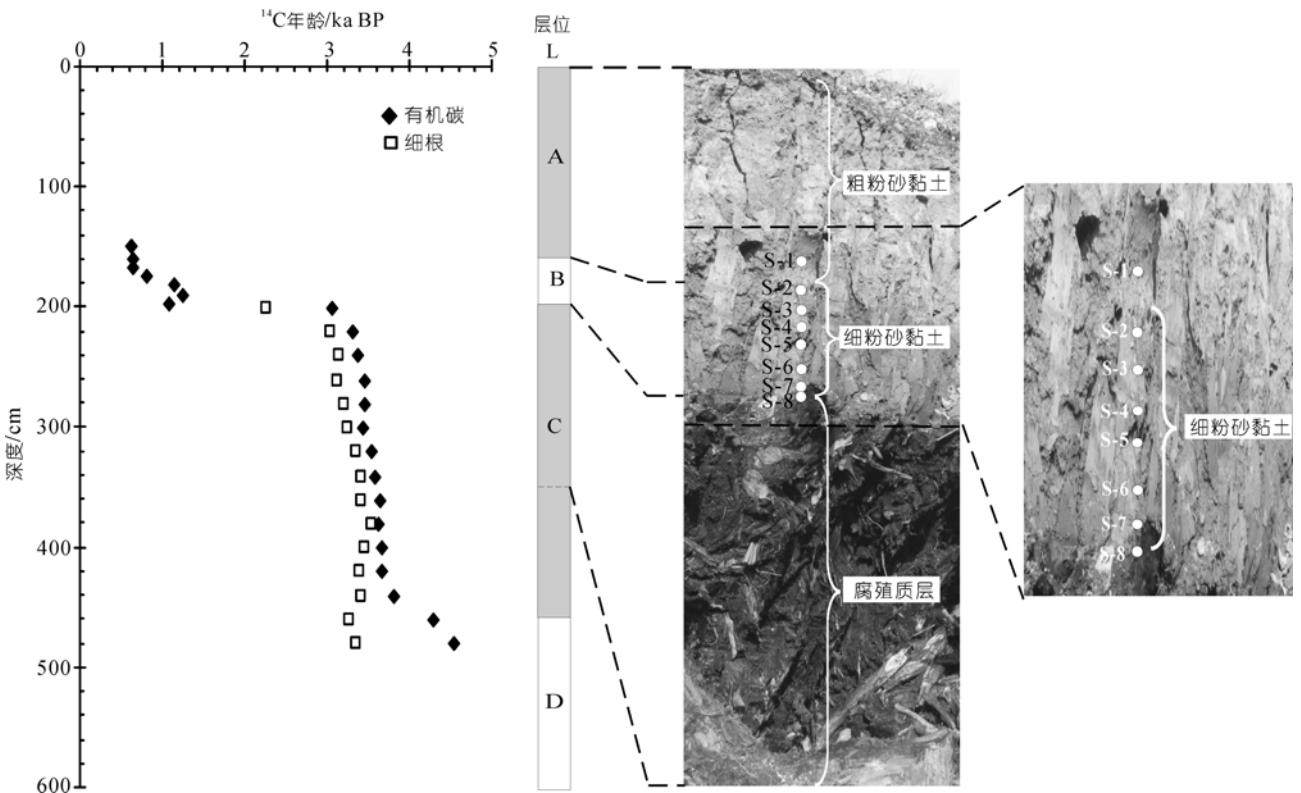 ¹⁴C年龄/ka BP
0 1 2 3 4 5
深度/cm
0
100
200
300
400
500
600
有机碳
细根
层位
L
A
B
C
D
粗粉砂黏土
S-1
S-2
S-3
S-4
S-5
S-6
S-7
S-8
细粉砂黏土
腐殖质层
S-1
S-2
S-3
S-4
S-5
S-6
S-7
S-8
细粉砂黏土